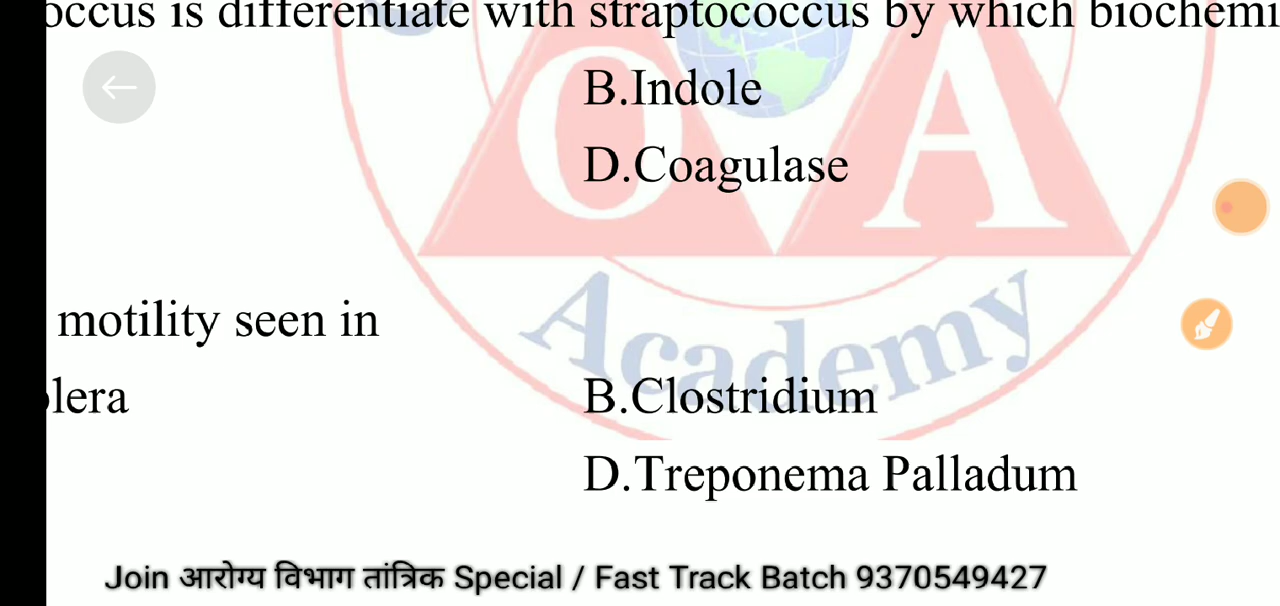 occus is differentiate with straptococcus by which biochemi
B.Indole
D.Coagulase
motility seen in
lera
B.Clostridium
D.Treponema Palladum
OA
Academy
Join आरोग्य विभाग तांत्रिक Special / Fast Track Batch 9370549427